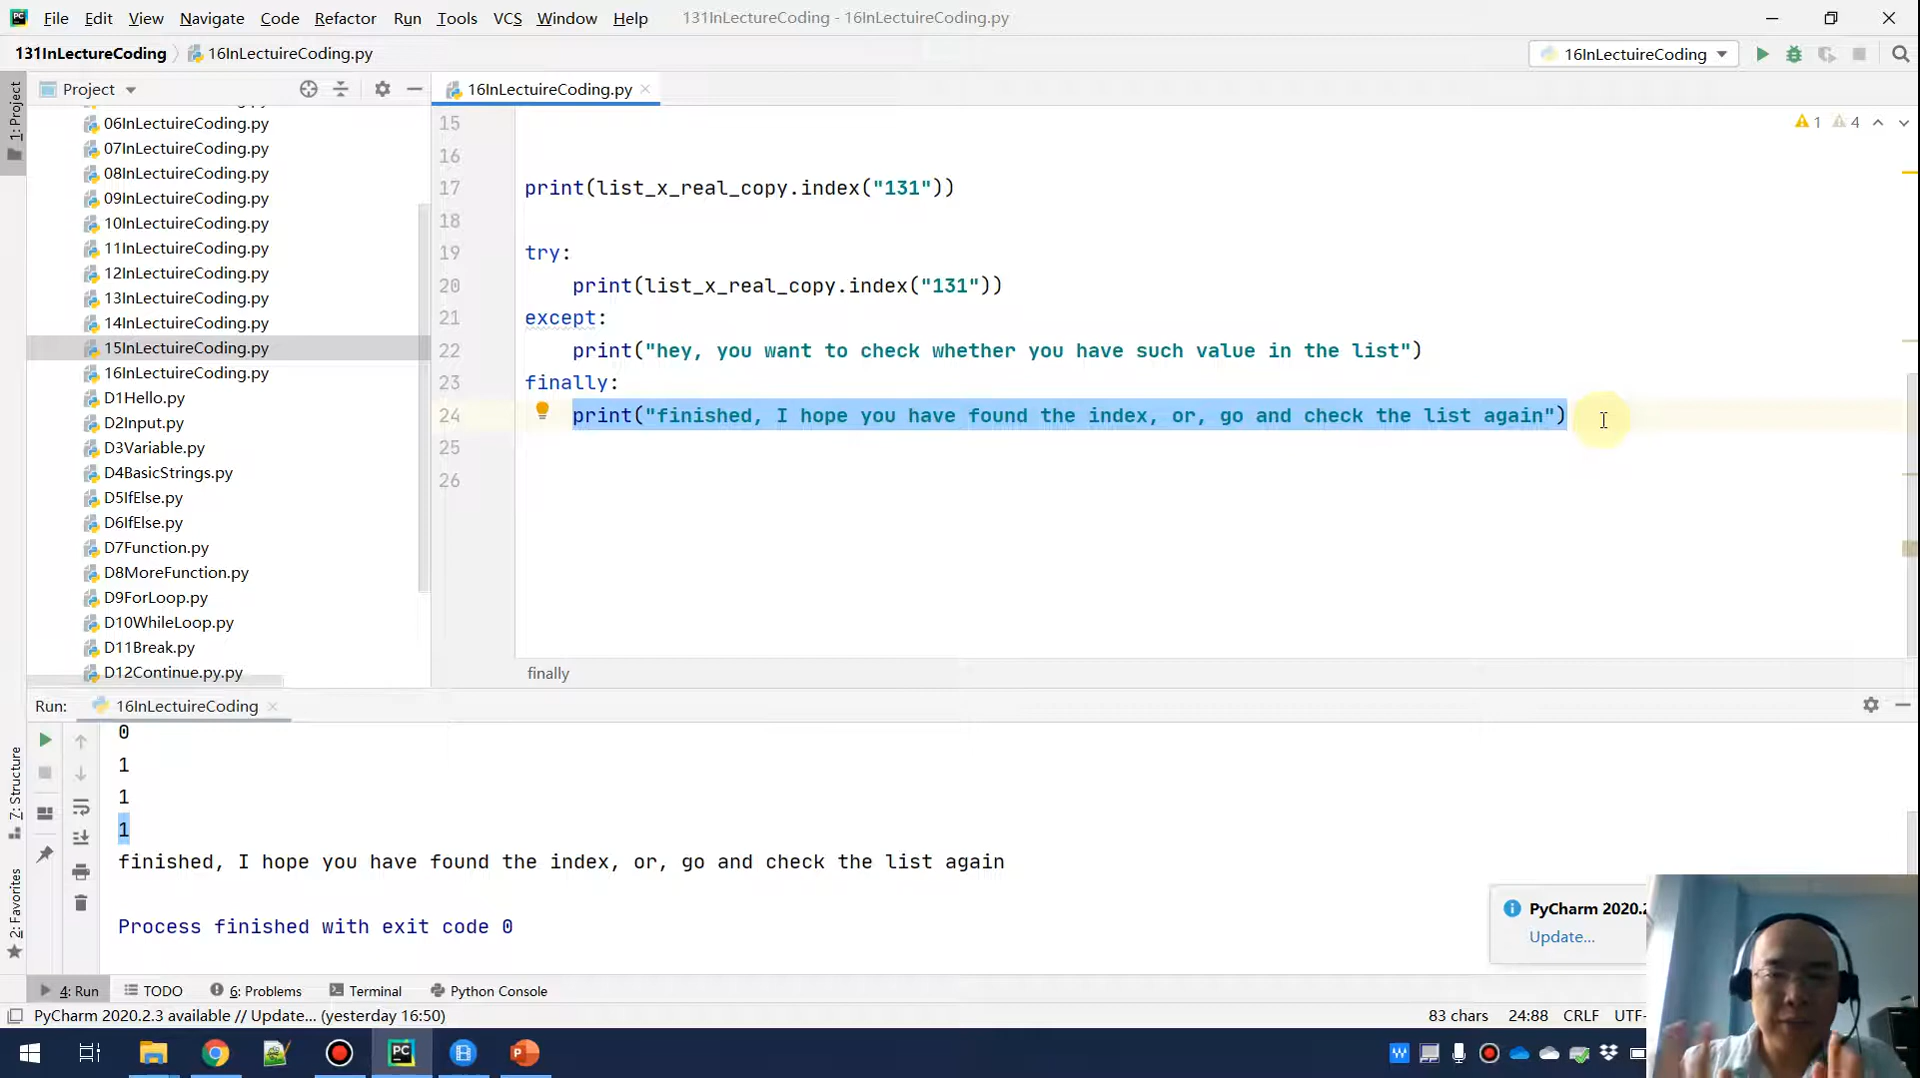 File Edit View Navigate Code Refactor Run Tools VCS Window Help 131InLectureCoding - 16InLectuireCoding.py
131InLectureCoding 16InLectuireCoding.py 16InLectuireCoding
1: Project
Project
16InLectuireCoding.py
06InLectuireCoding.py
07InLectuireCoding.py
08InLectuireCoding.py
09InLectuireCoding.py
10InLectuireCoding.py
11InLectuireCoding.py
12InLectuireCoding.py
13InLectuireCoding.py
14InLectuireCoding.py
15InLectuireCoding.py
16InLectuireCoding.py
D1Hello.py
D2Input.py
D3Variable.py
D4BasicStrings.py
D5IfElse.py
D6IfElse.py
D7Function.py
D8MoreFunction.py
D9ForLoop.py
D10WhileLoop.py
D11Break.py
D12Continue.py.py
1 4
15
16
17 print(list_x_real_copy.index("131"))
18
19 try:
20 print(list_x_real_copy.index("131"))
21 except:
22 print("hey, you want to check whether you have such value in the list")
23 finally:
24 print("finished, I hope you have found the index, or, go and check the list again")
25
26
finally
Run: 16InLectuireCoding
0
1
1
1
finished, I hope you have found the index, or, go and check the list again
Process finished with exit code 0
7: Structure
2: Favorites
PyCharm 2020.2
Update...
4: Run TODO 6: Problems Terminal Python Console
PyCharm 2020.2.3 available // Update... (yesterday 16:50) 83 chars 24:88 CRLF UTF-